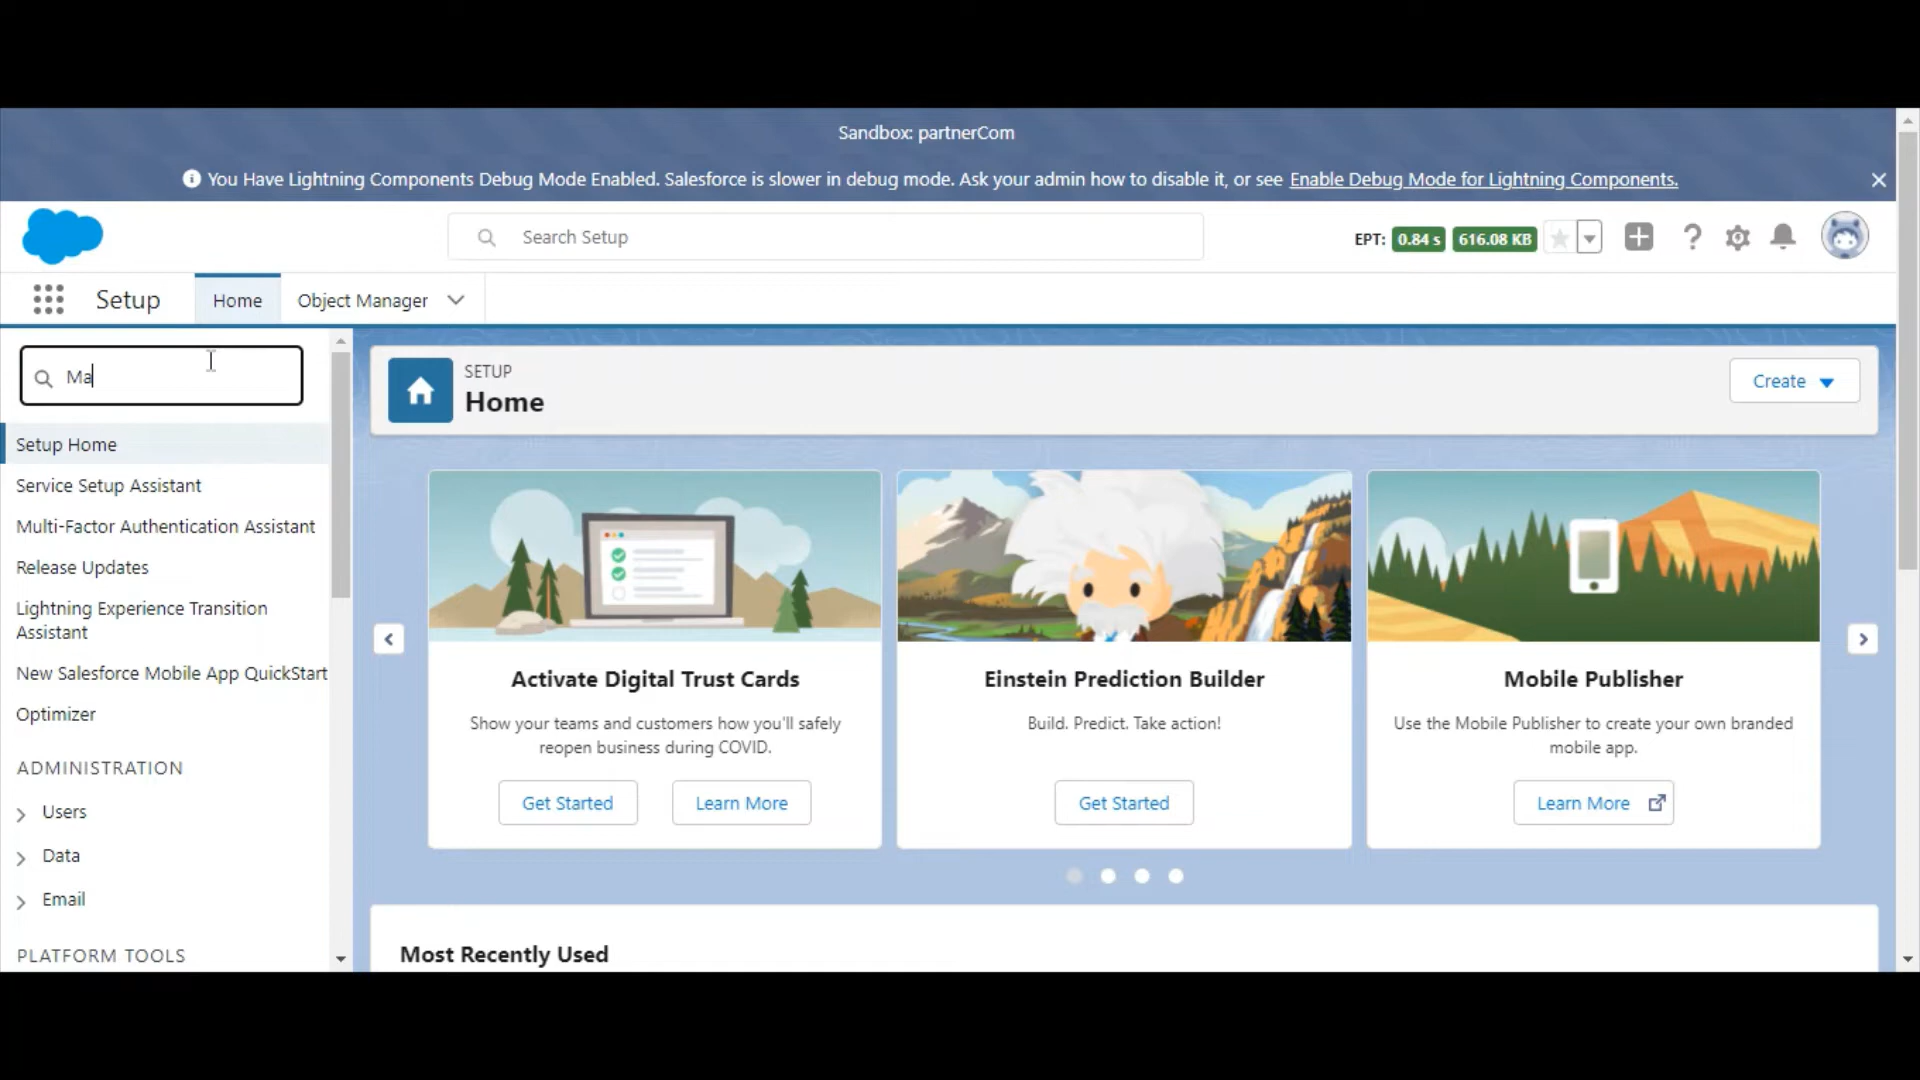 Sandbox: partnerCom
You Have Lightning Components Debug Mode Enabled. Salesforce is slower in debug mode. Ask your admin how to disable it, or see Enable Debug Mode for Lightning Components.
Search Setup
EPT: 0.84 s 616.08 KB
Setup Home Object Manager
Ma
Setup Home
Service Setup Assistant
Multi-Factor Authentication Assistant
Release Updates
Lightning Experience Transition
Assistant
New Salesforce Mobile App QuickStart
Optimizer
ADMINISTRATION
Users
Data
Email
PLATFORM TOOLS
SETUP
Home
Create
Activate Digital Trust Cards
Show your teams and customers how you'll safely
reopen business during COVID.
Get Started Learn More
Einstein Prediction Builder
Build. Predict. Take action!
Get Started
Mobile Publisher
Use the Mobile Publisher to create your own branded
mobile app.
Learn More
Most Recently Used